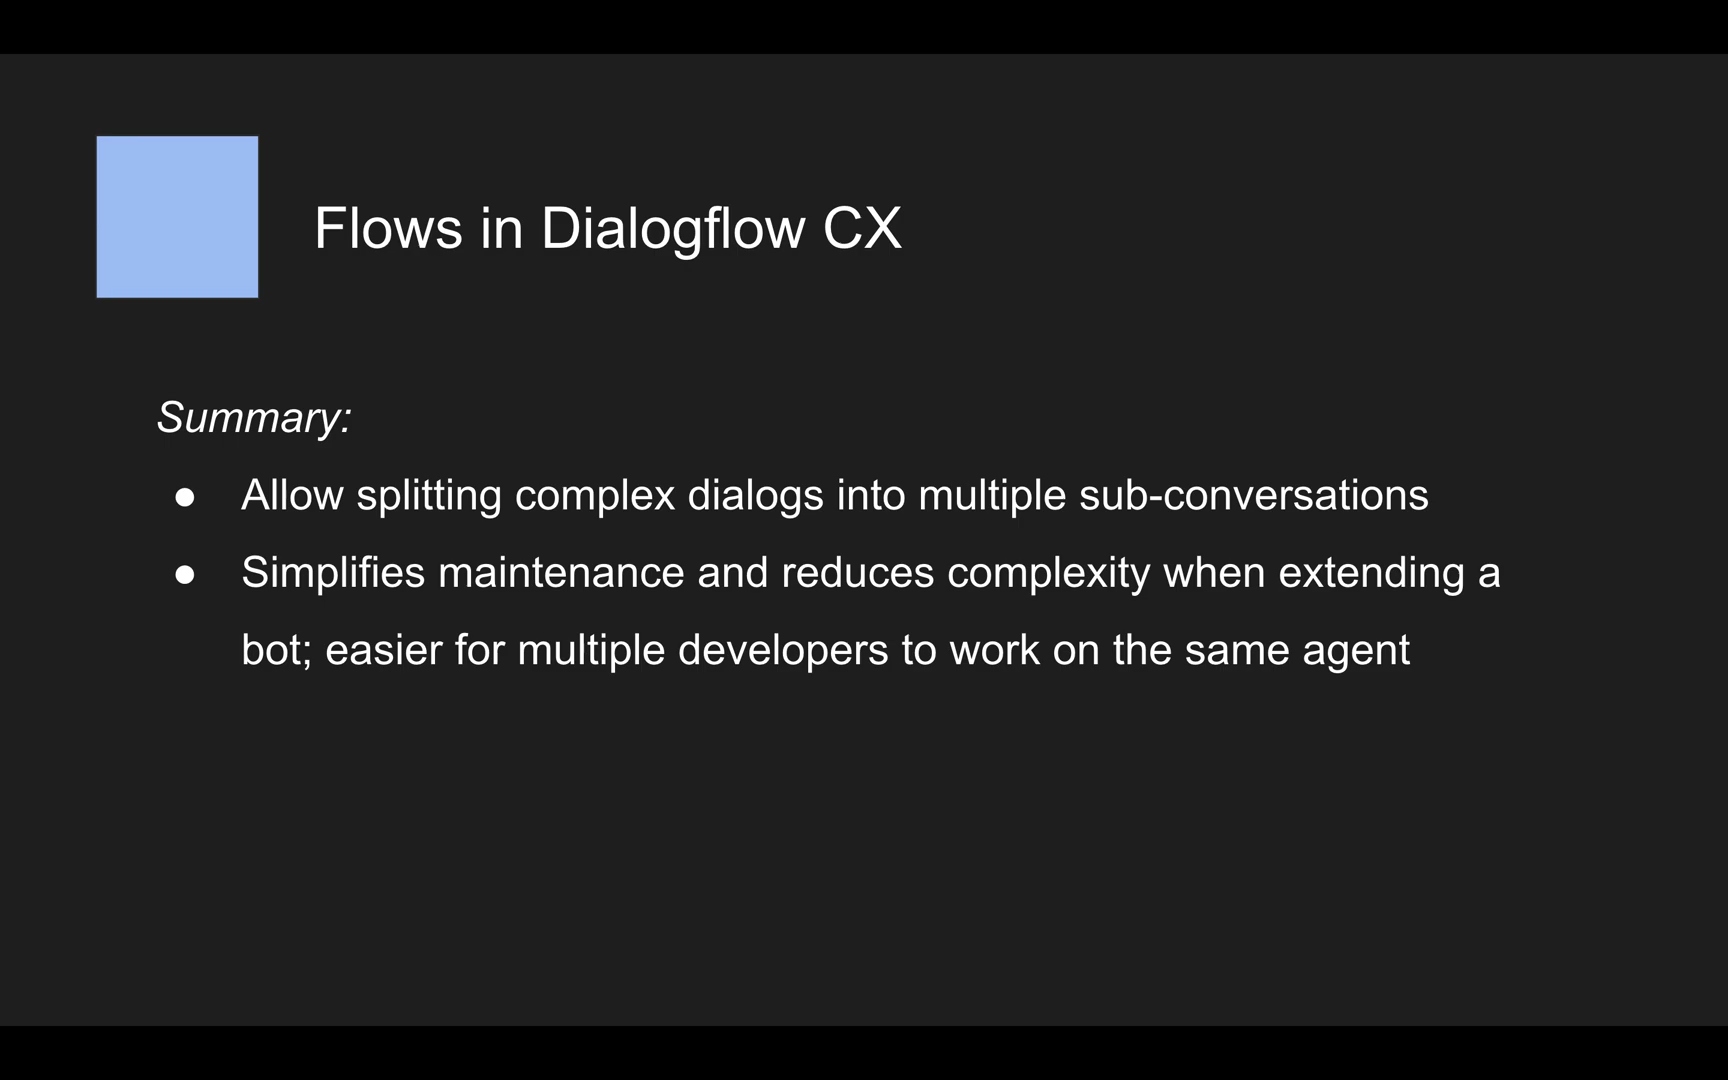 Flows in Dialogflow CX
Summary:
● Allow splitting complex dialogs into multiple sub-conversations
● Simplifies maintenance and reduces complexity when extending a
bot; easier for multiple developers to work on the same agent